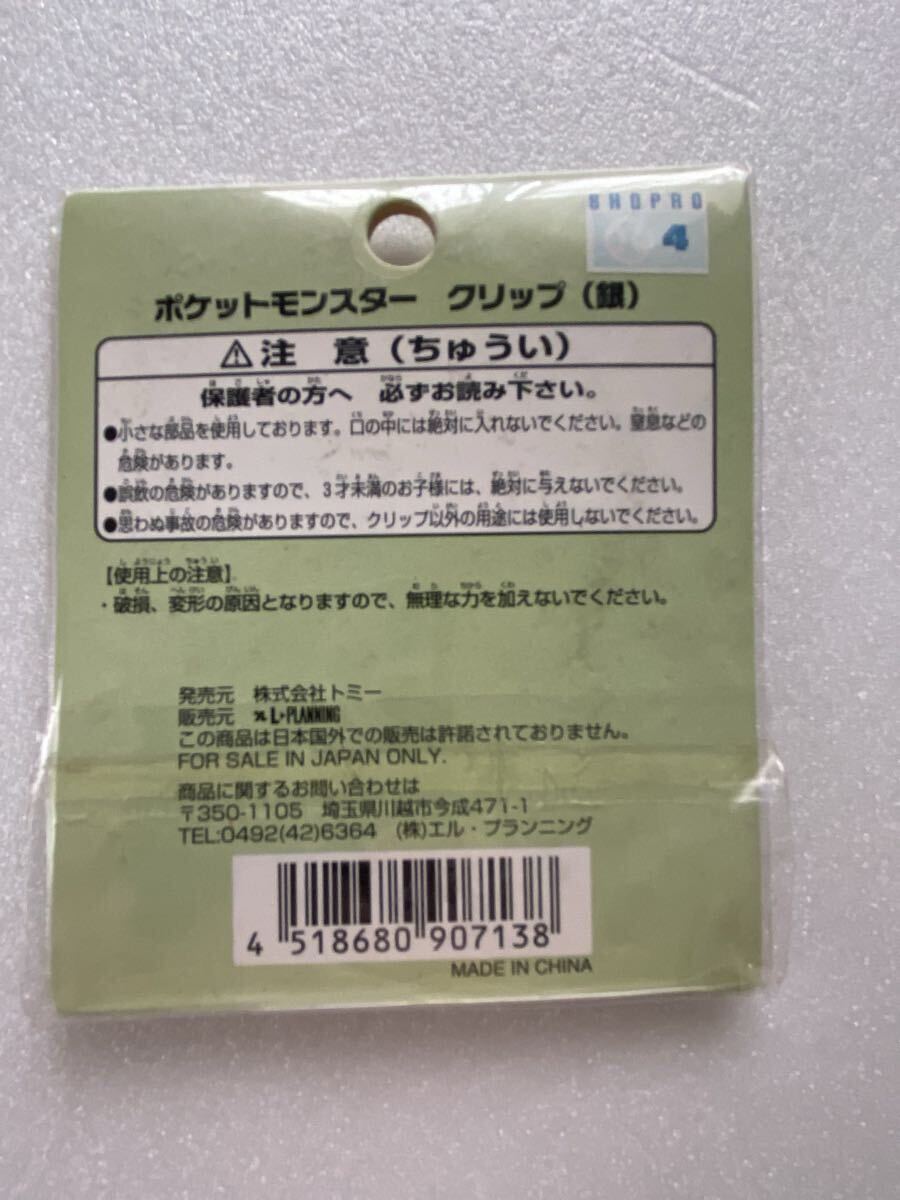 SHOPRO
4
ポケットモンスター クリップ（銀）
⚠注 意（ちゅうい）
保護者の方へ 必ずお読み下さい。
●小さな部品を使用しております。口の中には絶対に入れないでください。窒息などの
危険があります。
●誤飲の危険がありますので、3才未満のお子様には、絶対に与えないでください。
●思わぬ事故の危険がありますので、クリップ以外の用途には使用しないでください。
【使用上の注意】
・破損、変形の原因となりますので、無理な力を加えないでください。
発売元 株式会社トミー
販売元 L・PLANNING
この商品は日本国外での販売は許諾されておりません。
FOR SALE IN JAPAN ONLY.
商品に関するお問い合わせは
〒350-1105 埼玉県川越市今成471-1
TEL:0492(42)6364 (株)エル・プランニング
4 518680 907138
MADE IN CHINA